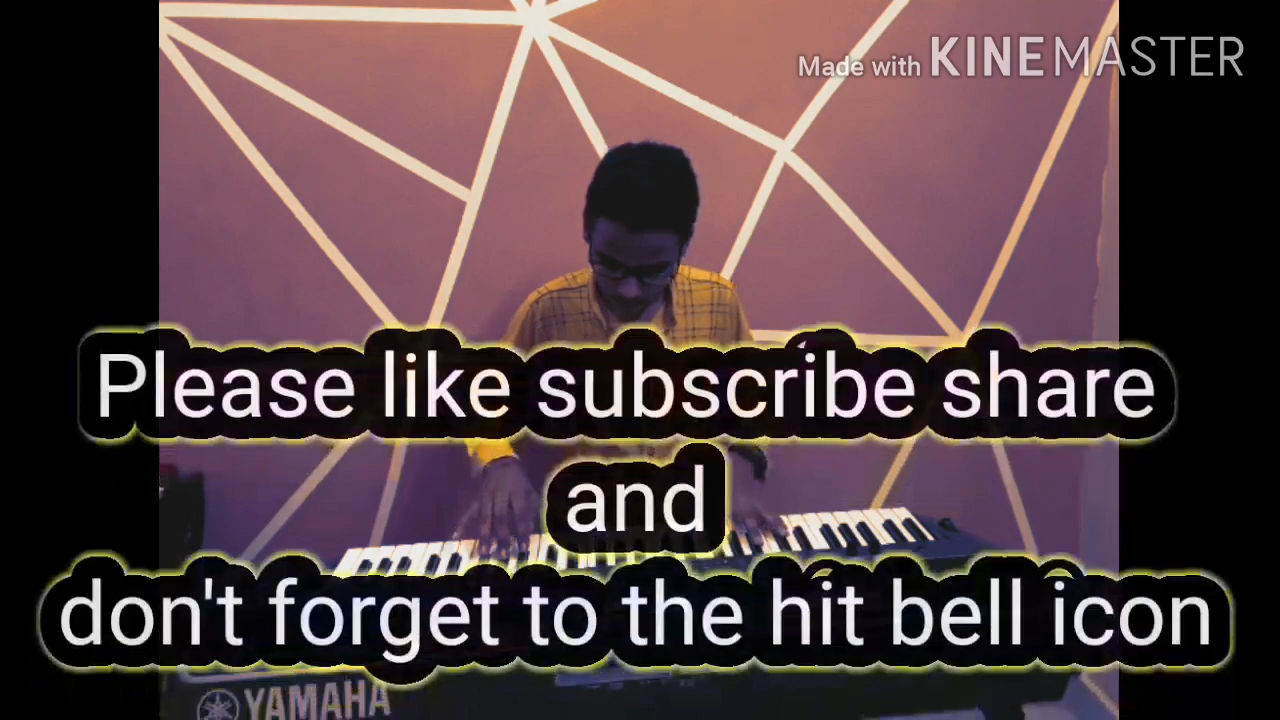 Made with KINEMASTER
Please like subscribe share
and
don't forget to the hit bell icon
YAMAHA